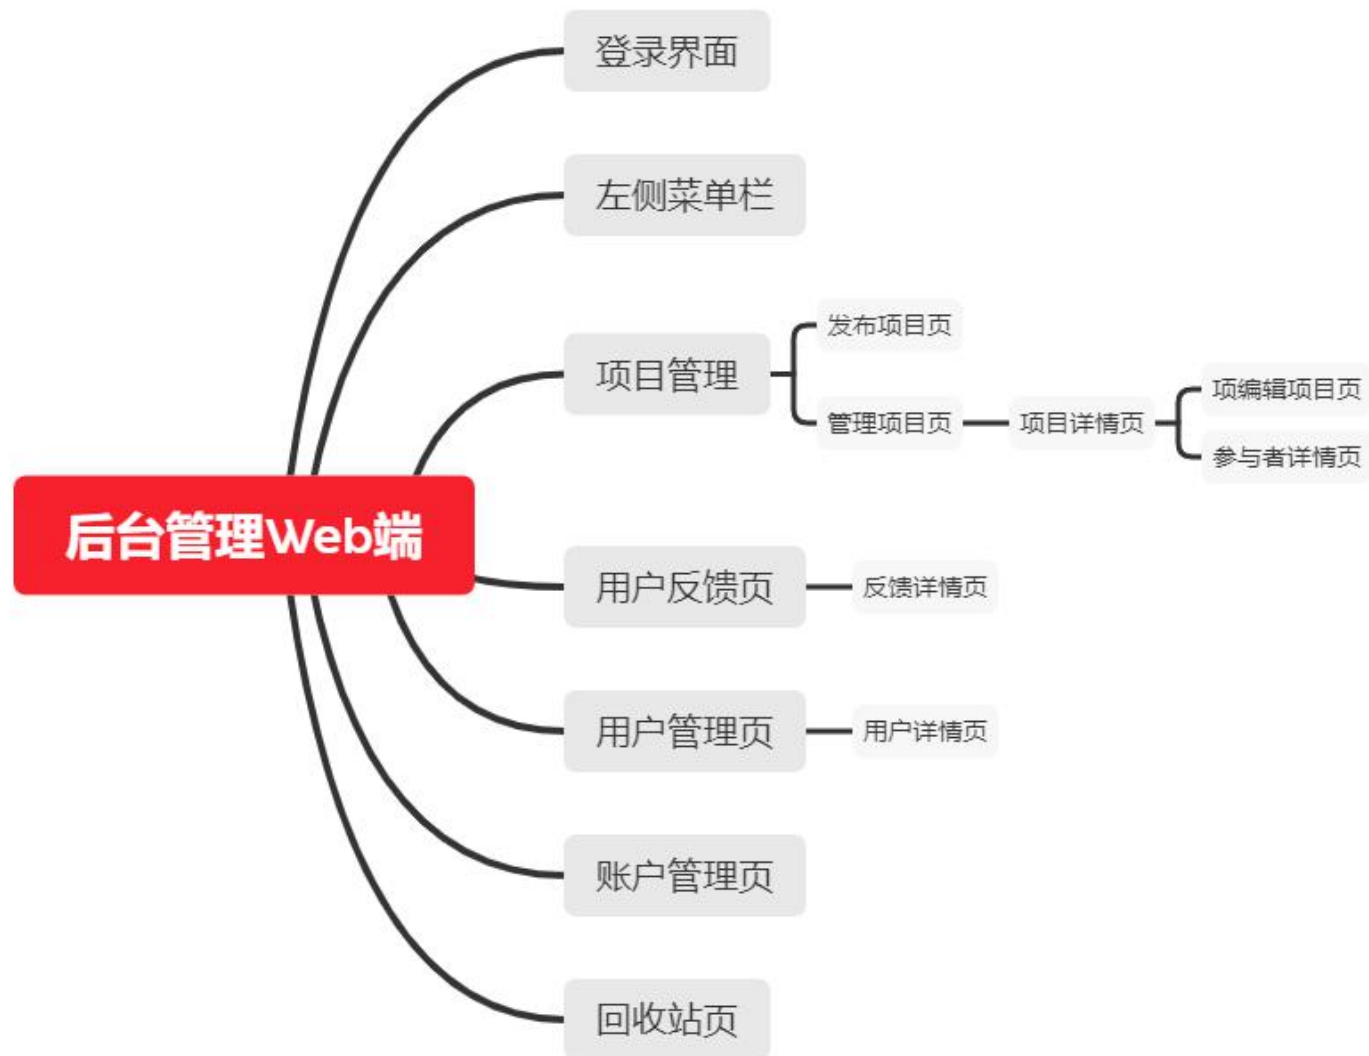 登录界面
左侧菜单栏
发布项目页
项目管理
项编辑项目页
管理项目页
项目详情页
参与者详情页
后台管理Web端
用户反馈页
反馈详情页
用户管理页
用户详情页
账户管理页
回收站页